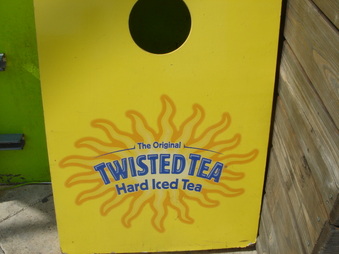 The Original
TWISTED TEA
Hard Iced Tea